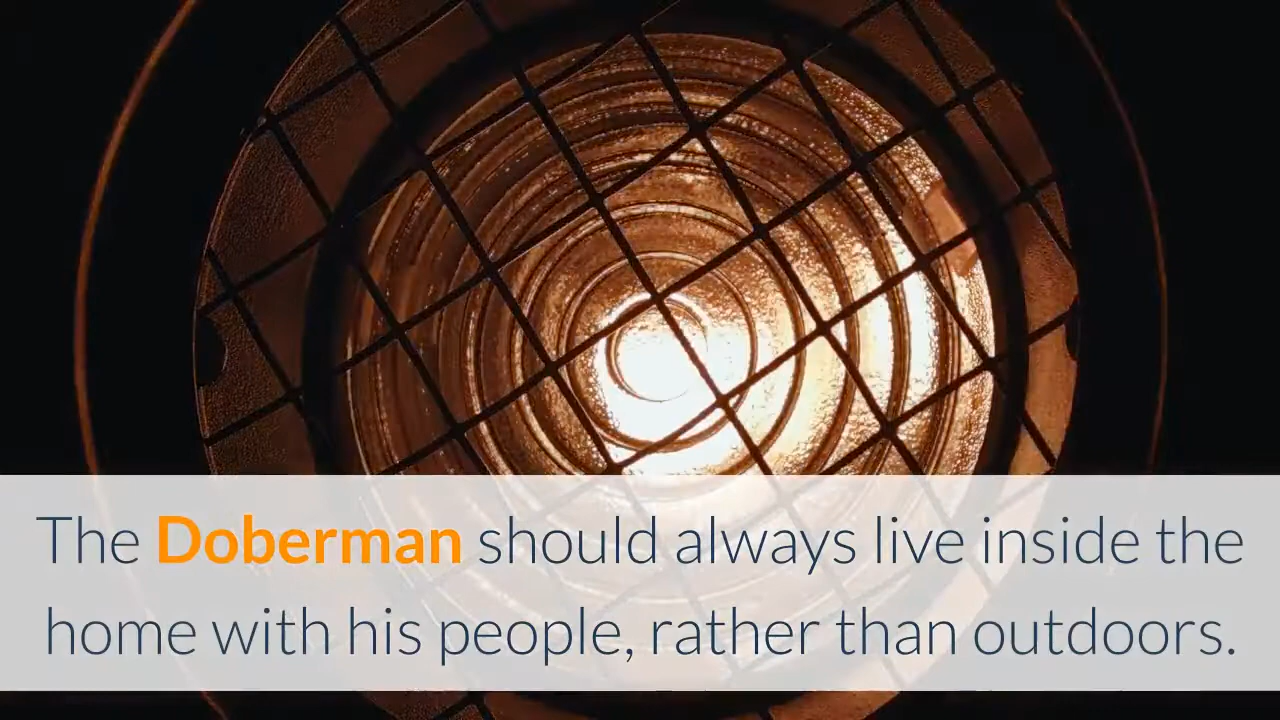 The Doberman should always live inside the
home with his people, rather than outdoors.